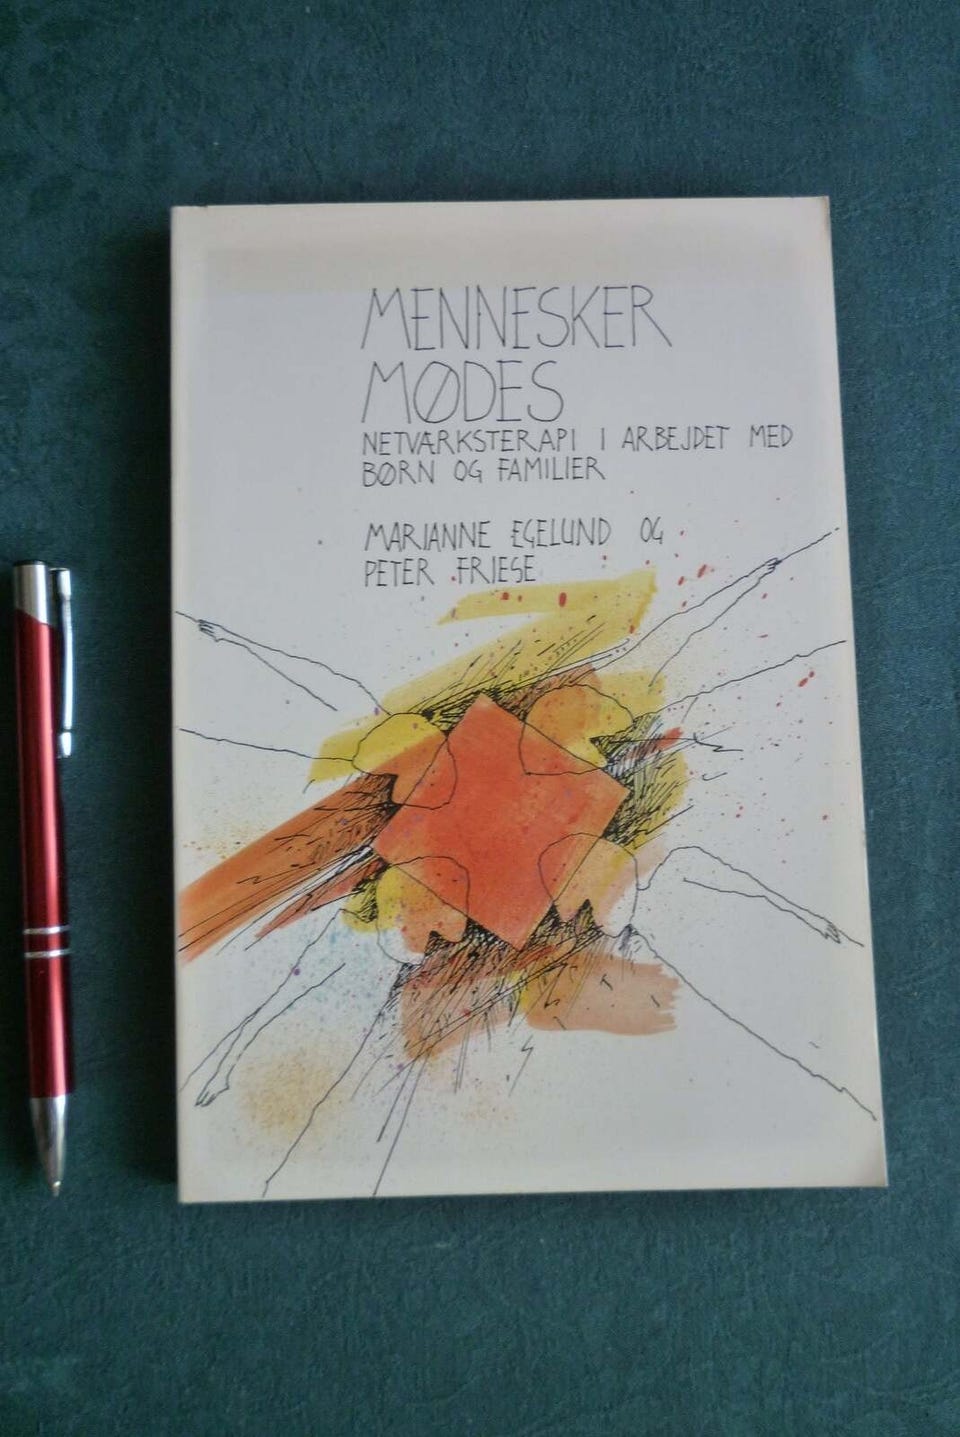 MENNESKER
MØDES
NETVÆRKSTERAPI I ARBEJDET MED
BØRN OG FAMILIER
MARIANNE EGELUND OG
PETER FRIESE